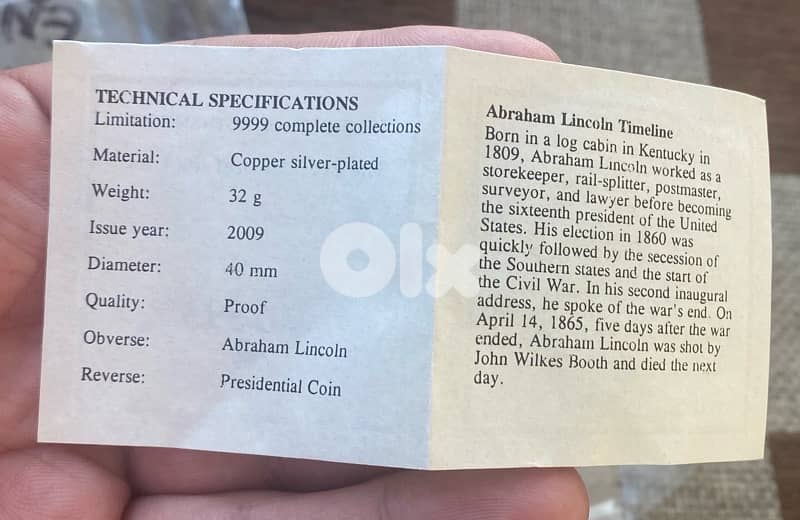 TECHNICAL SPECIFICATIONS
Limitation: 9999 complete collections
Material: Copper silver-plated
Weight: 32 g
Issue year: 2009
Diameter: 40 mm
Quality: Proof
Obverse: Abraham Lincoln
Reverse: Presidential Coin
Abraham Lincoln Timeline
Born in a log cabin in Kentucky in
1809, Abraham Lincoln worked as a
storekeeper, rail-splitter, postmaster,
surveyor, and lawyer before becoming
the sixteenth president of the United
States. His election in 1860 was
quickly followed by the secession of
the Southern states and the start of
the Civil War. In his second inaugural
address, he spoke of the war's end. On
April 14, 1865, five days after the war
ended, Abraham Lincoln was shot by
John Wilkes Booth and died the next
day.
olx